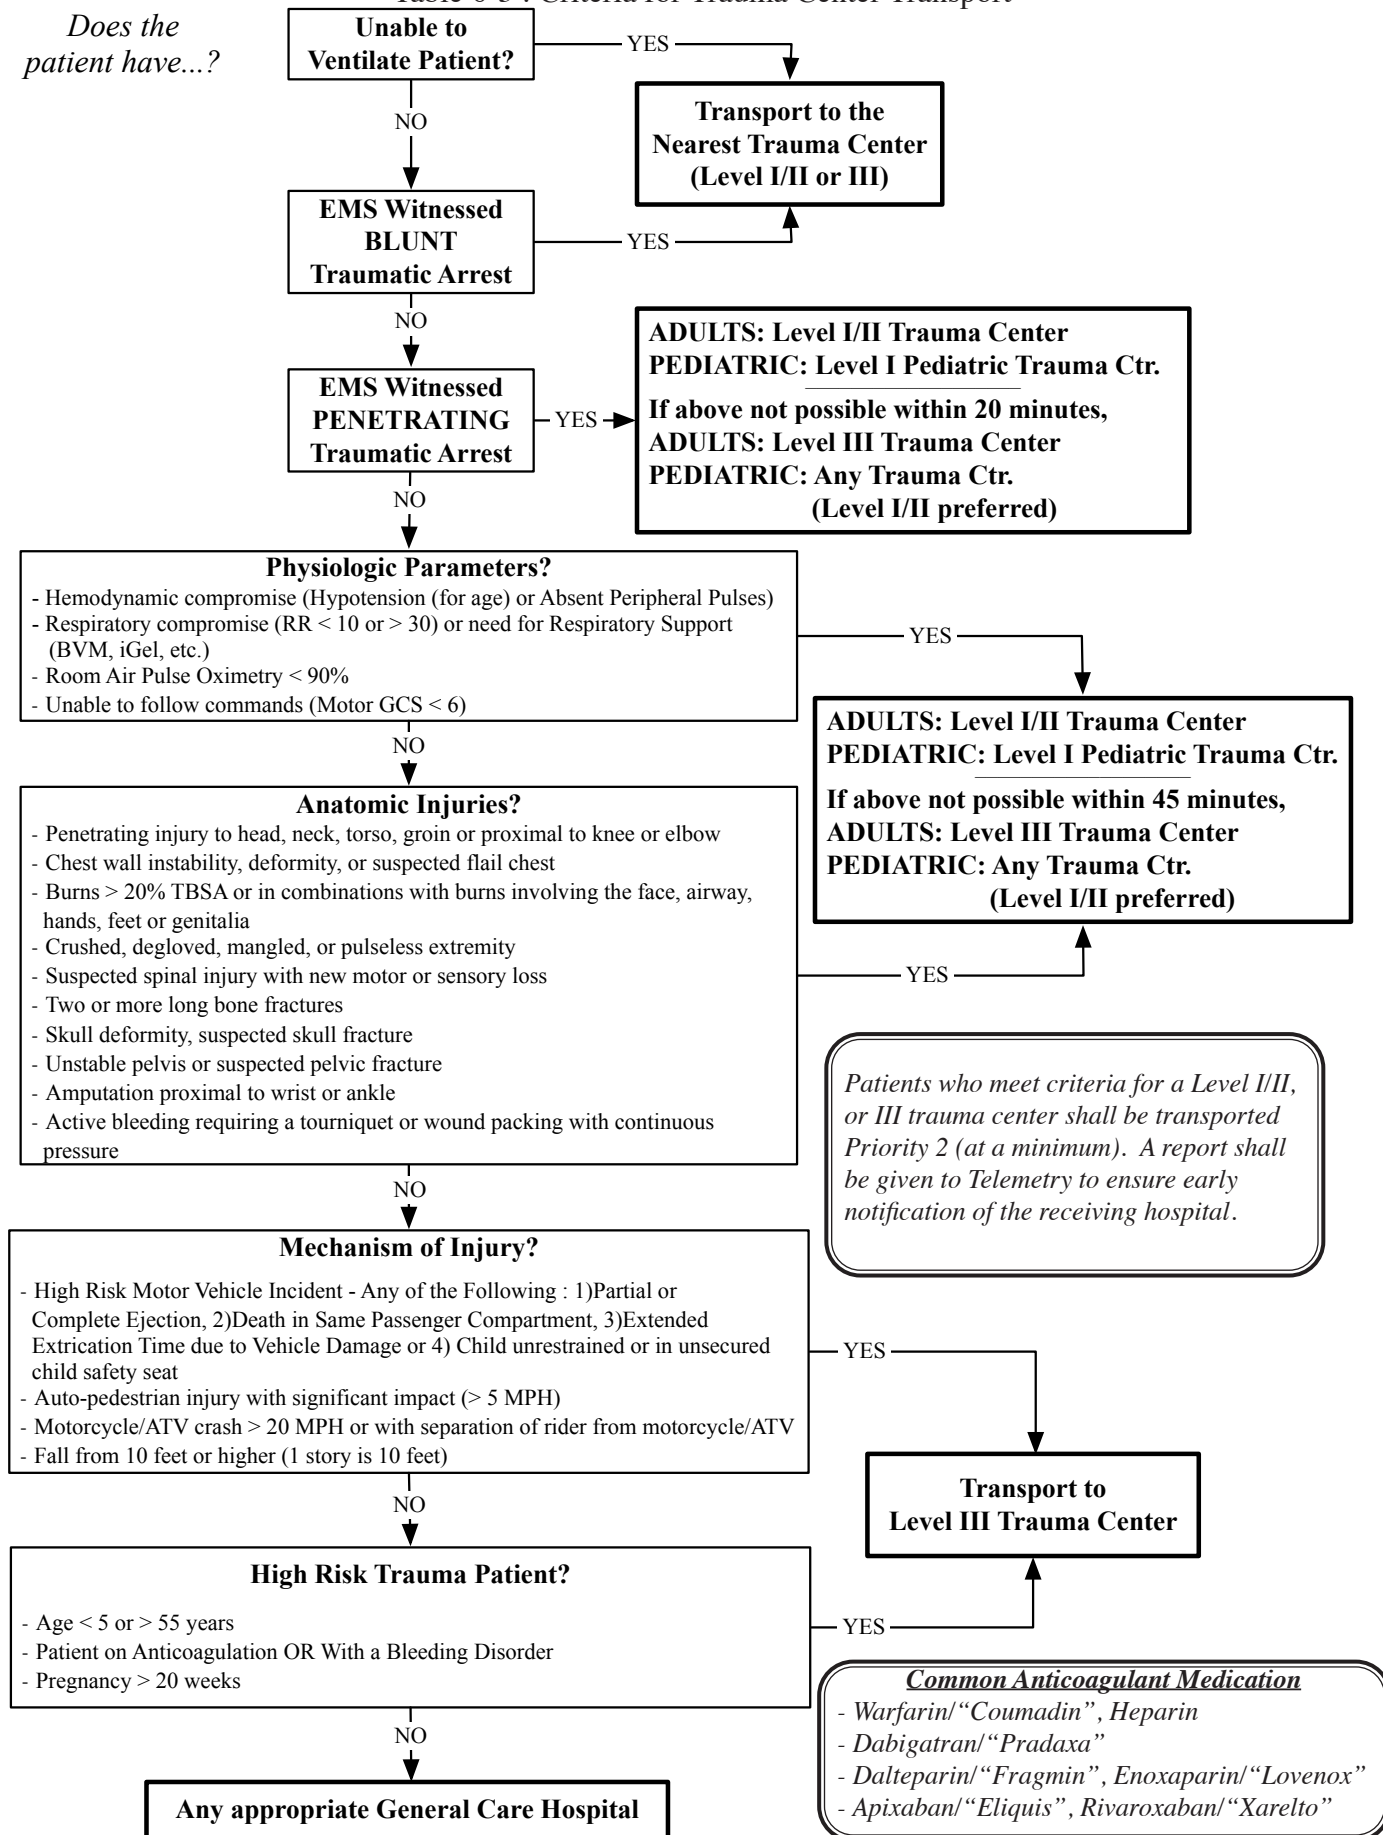 Table 6-3 : Criteria for Trauma Center Transport
Does the
patient have...?
Unable to
Ventilate Patient?
YES
NO
Transport to the
Nearest Trauma Center
(Level I/II or III)
EMS Witnessed
BLUNT
Traumatic Arrest
YES
NO
EMS Witnessed
PENETRATING
Traumatic Arrest
YES
NO
ADULTS: Level I/II Trauma Center
PEDIATRIC: Level I Pediatric Trauma Ctr.
If above not possible within 20 minutes,
ADULTS: Level III Trauma Center
PEDIATRIC: Any Trauma Ctr.
(Level I/II preferred)
Physiologic Parameters?
- Hemodynamic compromise (Hypotension (for age) or Absent Peripheral Pulses)
- Respiratory compromise (RR < 10 or > 30) or need for Respiratory Support
(BVM, iGel, etc.)
- Room Air Pulse Oximetry < 90%
- Unable to follow commands (Motor GCS < 6)
YES
NO
ADULTS: Level I/II Trauma Center
PEDIATRIC: Level I Pediatric Trauma Ctr.
If above not possible within 45 minutes,
ADULTS: Level III Trauma Center
PEDIATRIC: Any Trauma Ctr.
(Level I/II preferred)
Anatomic Injuries?
- Penetrating injury to head, neck, torso, groin or proximal to knee or elbow
- Chest wall instability, deformity, or suspected flail chest
- Burns > 20% TBSA or in combinations with burns involving the face, airway,
hands, feet or genitalia
- Crushed, degloved, mangled, or pulseless extremity
- Suspected spinal injury with new motor or sensory loss
- Two or more long bone fractures
- Skull deformity, suspected skull fracture
- Unstable pelvis or suspected pelvic fracture
- Amputation proximal to wrist or ankle
- Active bleeding requiring a tourniquet or wound packing with continuous
pressure
YES
NO
Patients who meet criteria for a Level I/II,
or III trauma center shall be transported
Priority 2 (at a minimum). A report shall
be given to Telemetry to ensure early
notification of the receiving hospital.
Mechanism of Injury?
- High Risk Motor Vehicle Incident - Any of the Following : 1)Partial or
Complete Ejection, 2)Death in Same Passenger Compartment, 3)Extended
Extrication Time due to Vehicle Damage or 4) Child unrestrained or in unsecured
child safety seat
- Auto-pedestrian injury with significant impact (> 5 MPH)
- Motorcycle/ATV crash > 20 MPH or with separation of rider from motorcycle/ATV
- Fall from 10 feet or higher (1 story is 10 feet)
YES
NO
Transport to
Level III Trauma Center
High Risk Trauma Patient?
- Age < 5 or > 55 years
- Patient on Anticoagulation OR With a Bleeding Disorder
- Pregnancy > 20 weeks
YES
NO
Common Anticoagulant Medication
- Warfarin/“Coumadin”, Heparin
- Dabigatran/“Pradaxa”
- Dalteparin/“Fragmin”, Enoxaparin/“Lovenox”
- Apixaban/“Eliquis”, Rivaroxaban/“Xarelto”
Any appropriate General Care Hospital